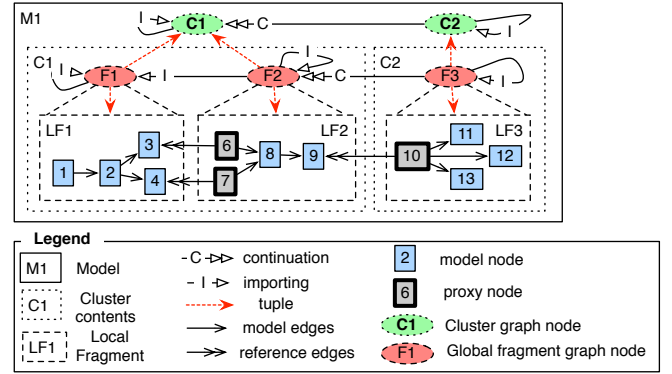 M1
I C1 C C2 I
C1 I F1 I F2 I C C2 F3 I
LF1 LF2 LF3
1 2 3 4 6 7 8 9 10 11 12 13
Legend
M1 Model
C1 Cluster contents
LF1 Local Fragment
C continuation
I importing
tuple
model edges
reference edges
2 model node
6 proxy node
C1 Cluster graph node
F1 Global fragment graph node